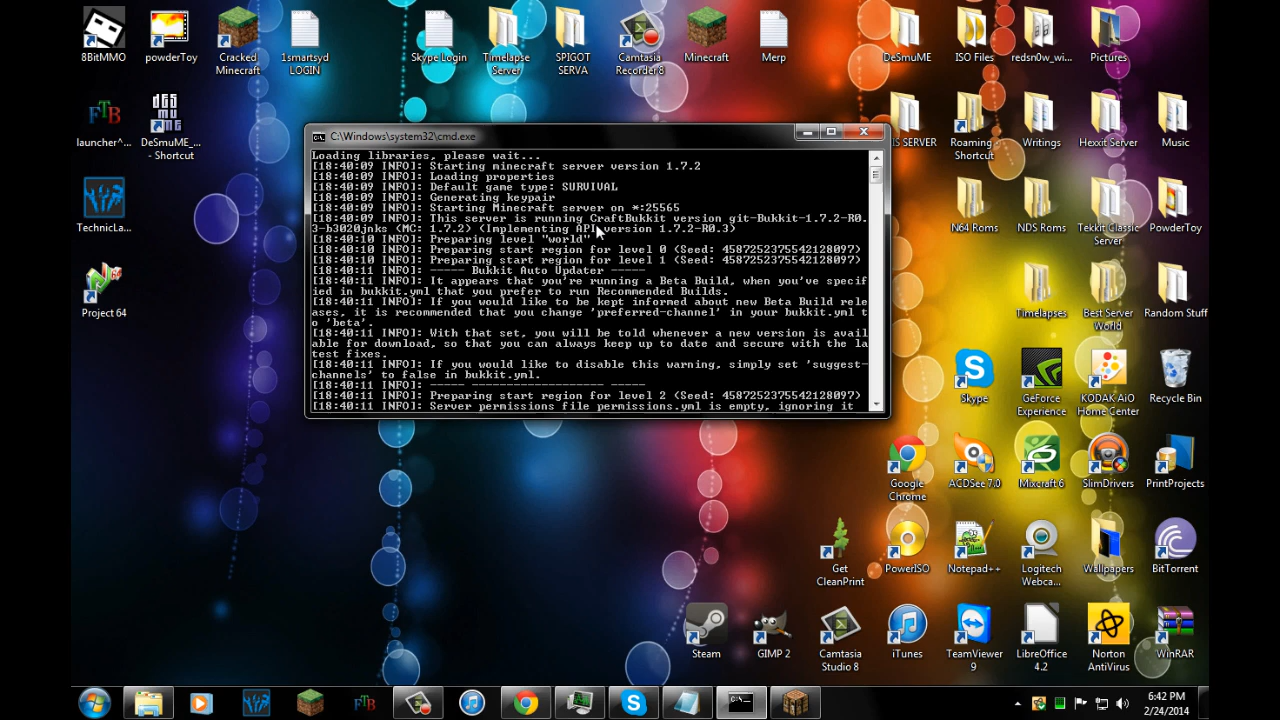 8BitMMO
powderToy
Cracked
Minecraft
1smartsyd
LOGIN
Skype Login
Timelapse
Server
SPIGOT
SERVA
Camtasia
Recorder 8
Minecraft
Merp
DeSmuME
ISO Files
redsn0w_wi...
Pictures
FTB
launcher^...
DeSmuME_...
- Shortcut
IS SERVER
Roaming -
Shortcut
Writings
Hexxit Server
Music
C:\Windows\system32\cmd.exe
Loading libraries, please wait...
[18:40:09 INFO]: Starting minecraft server version 1.7.2
[18:40:09 INFO]: Loading properties
[18:40:09 INFO]: Default game type: SURVIVAL
[18:40:09 INFO]: Generating keypair
[18:40:09 INFO]: Starting Minecraft server on *:25565
[18:40:09 INFO]: This server is running CraftBukkit version git-Bukkit-1.7.2-R0.
3-b3020jnks (MC: 1.7.2) (Implementing API version 1.7.2-R0.3)
[18:40:10 INFO]: Preparing level "world"
[18:40:10 INFO]: Preparing start region for level 0 (Seed: 4587252375542128097)
[18:40:10 INFO]: Preparing start region for level 1 (Seed: 4587252375542128097)
[18:40:11 INFO]: ----- Bukkit Auto Updater -----
[18:40:11 INFO]: It appears that you're running a Beta Build, when you've specif
ied in bukkit.yml that you prefer to run Recommended Builds.
[18:40:11 INFO]: If you would like to be kept informed about new Beta Build rele
ases, it is recommended that you change 'preferred-channel' in your bukkit.yml t
o 'beta'.
[18:40:11 INFO]: With that set, you will be told whenever a new version is avail
able for download, so that you can always keep up to date and secure with the la
test fixes.
[18:40:11 INFO]: If you would like to disable this warning, simply set 'suggest-
channels' to false in bukkit.yml.
[18:40:11 INFO]: ----- ------------------- -----
[18:40:11 INFO]: Preparing start region for level 2 (Seed: 4587252375542128097)
[18:40:11 INFO]: Server permissions file permissions.yml is empty, ignoring it
TechnicLa...
N64 Roms
NDS Roms
Tekkit Classic
Server
PowderToy
Project 64
Timelapses
Best Server
World
Random Stuff
Skype
GeForce
Experience
KODAK AiO
Home Center
Recycle Bin
Google
Chrome
ACDSee 7.0
Mixcraft 6
SlimDrivers
PrintProjects
Get
CleanPrint
PowerISO
Notepad++
Logitech
Webca...
Wallpapers
BitTorrent
Steam
GIMP 2
Camtasia
Studio 8
iTunes
TeamViewer
9
LibreOffice
4.2
Norton
AntiVirus
WinRAR
FTB
6:42 PM
2/24/2014